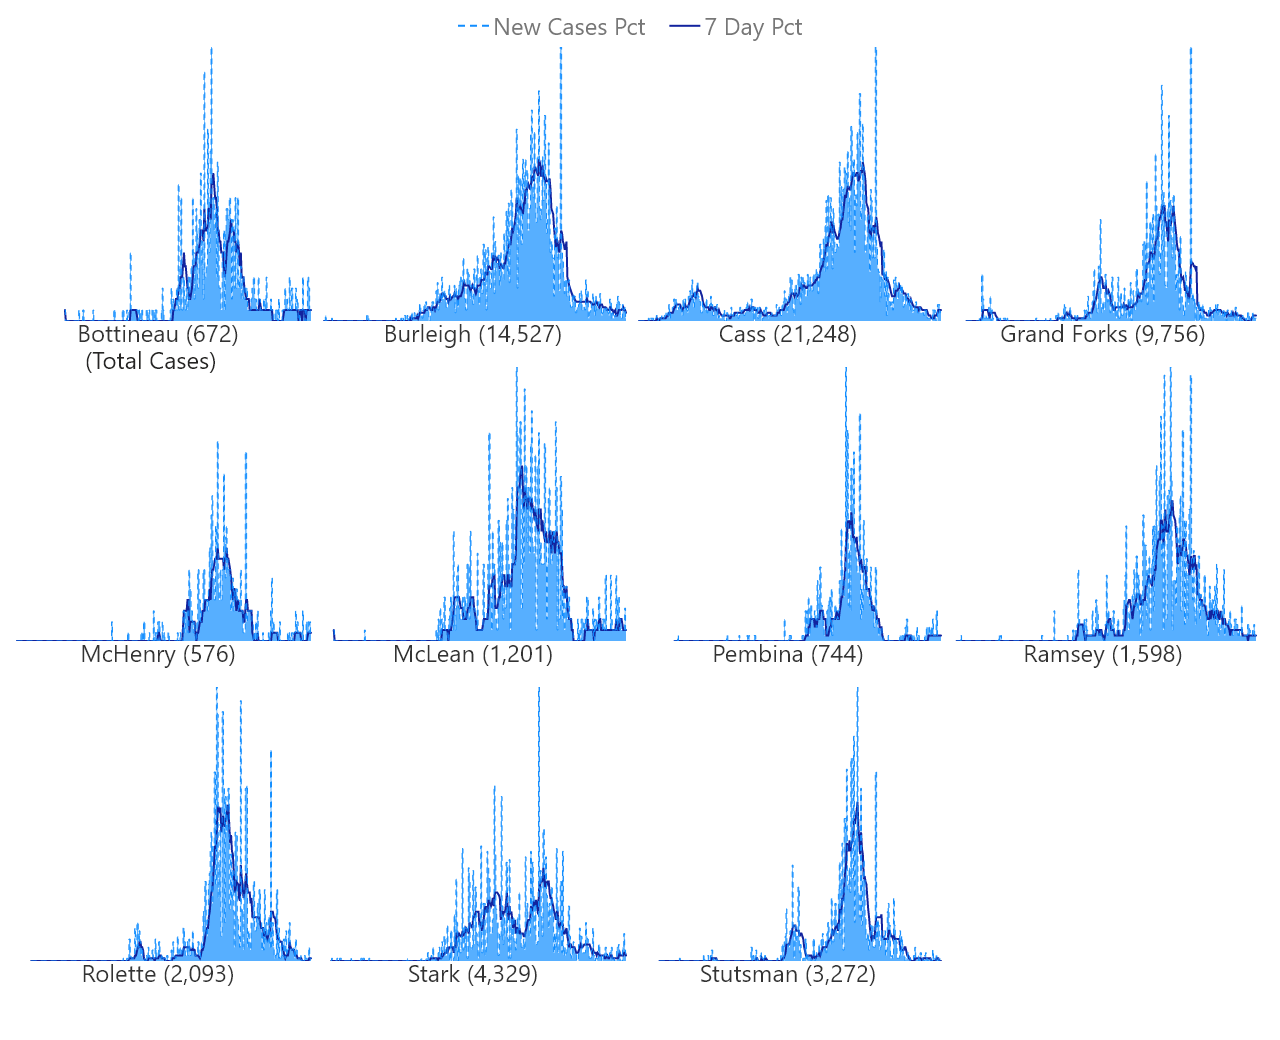 New Cases Pct 7 Day Pct
Bottineau (672) Burleigh (14,527) Cass (21,248) Grand Forks (9,756)
(Total Cases)
McHenry (576) McLean (1,201) Pembina (744) Ramsey (1,598)
Rolette (2,093) Stark (4,329) Stutsman (3,272)